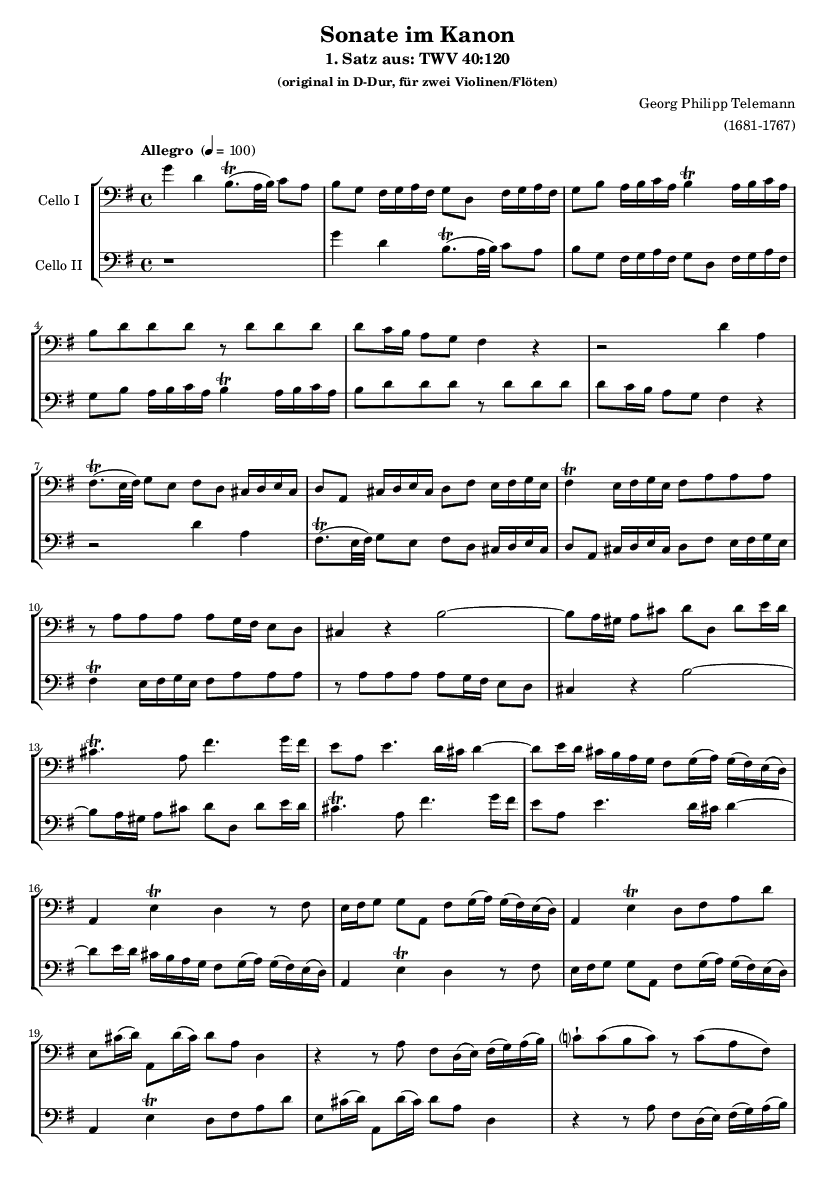 Sonate im Kanon
1. Satz aus: TWV 40:120
(original in D-Dur, für zwei Violinen/Flöten)
Georg Philipp Telemann
(1681-1767)
Allegro (♩ = 100)
Cello I
Cello II
4
7
10
13
16
19